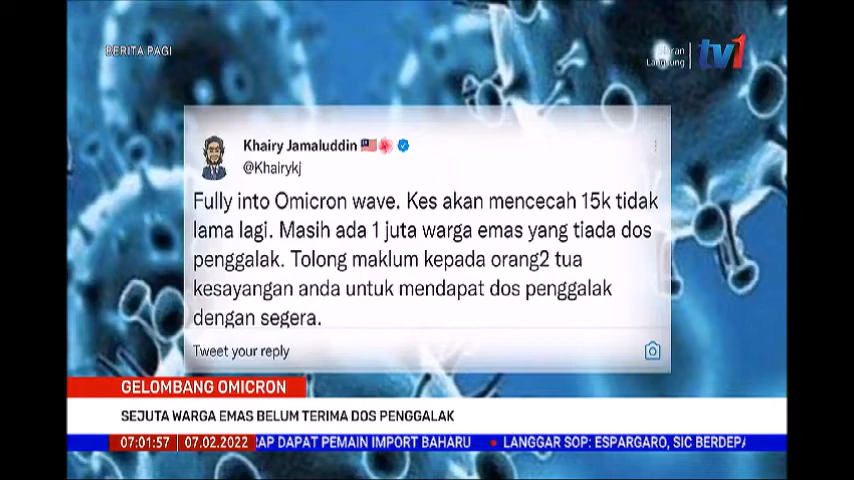 BERITA PAGI
Siaran
Langsung
tv1
Khairy Jamaluddin
@Khairykj
Fully into Omicron wave. Kes akan mencecah 15k tidak
lama lagi. Masih ada 1 juta warga emas yang tiada dos
penggalak. Tolong maklum kepada orang2 tua
kesayangan anda untuk mendapat dos penggalak
dengan segera.
Tweet your reply
GELOMBANG OMICRON
SEJUTA WARGA EMAS BELUM TERIMA DOS PENGGALAK
07:01:57 07.02.2022 RAP DAPAT PEMAIN IMPORT BAHARU • LANGGAR SOP: ESPARGARO, SIC BERDEPA